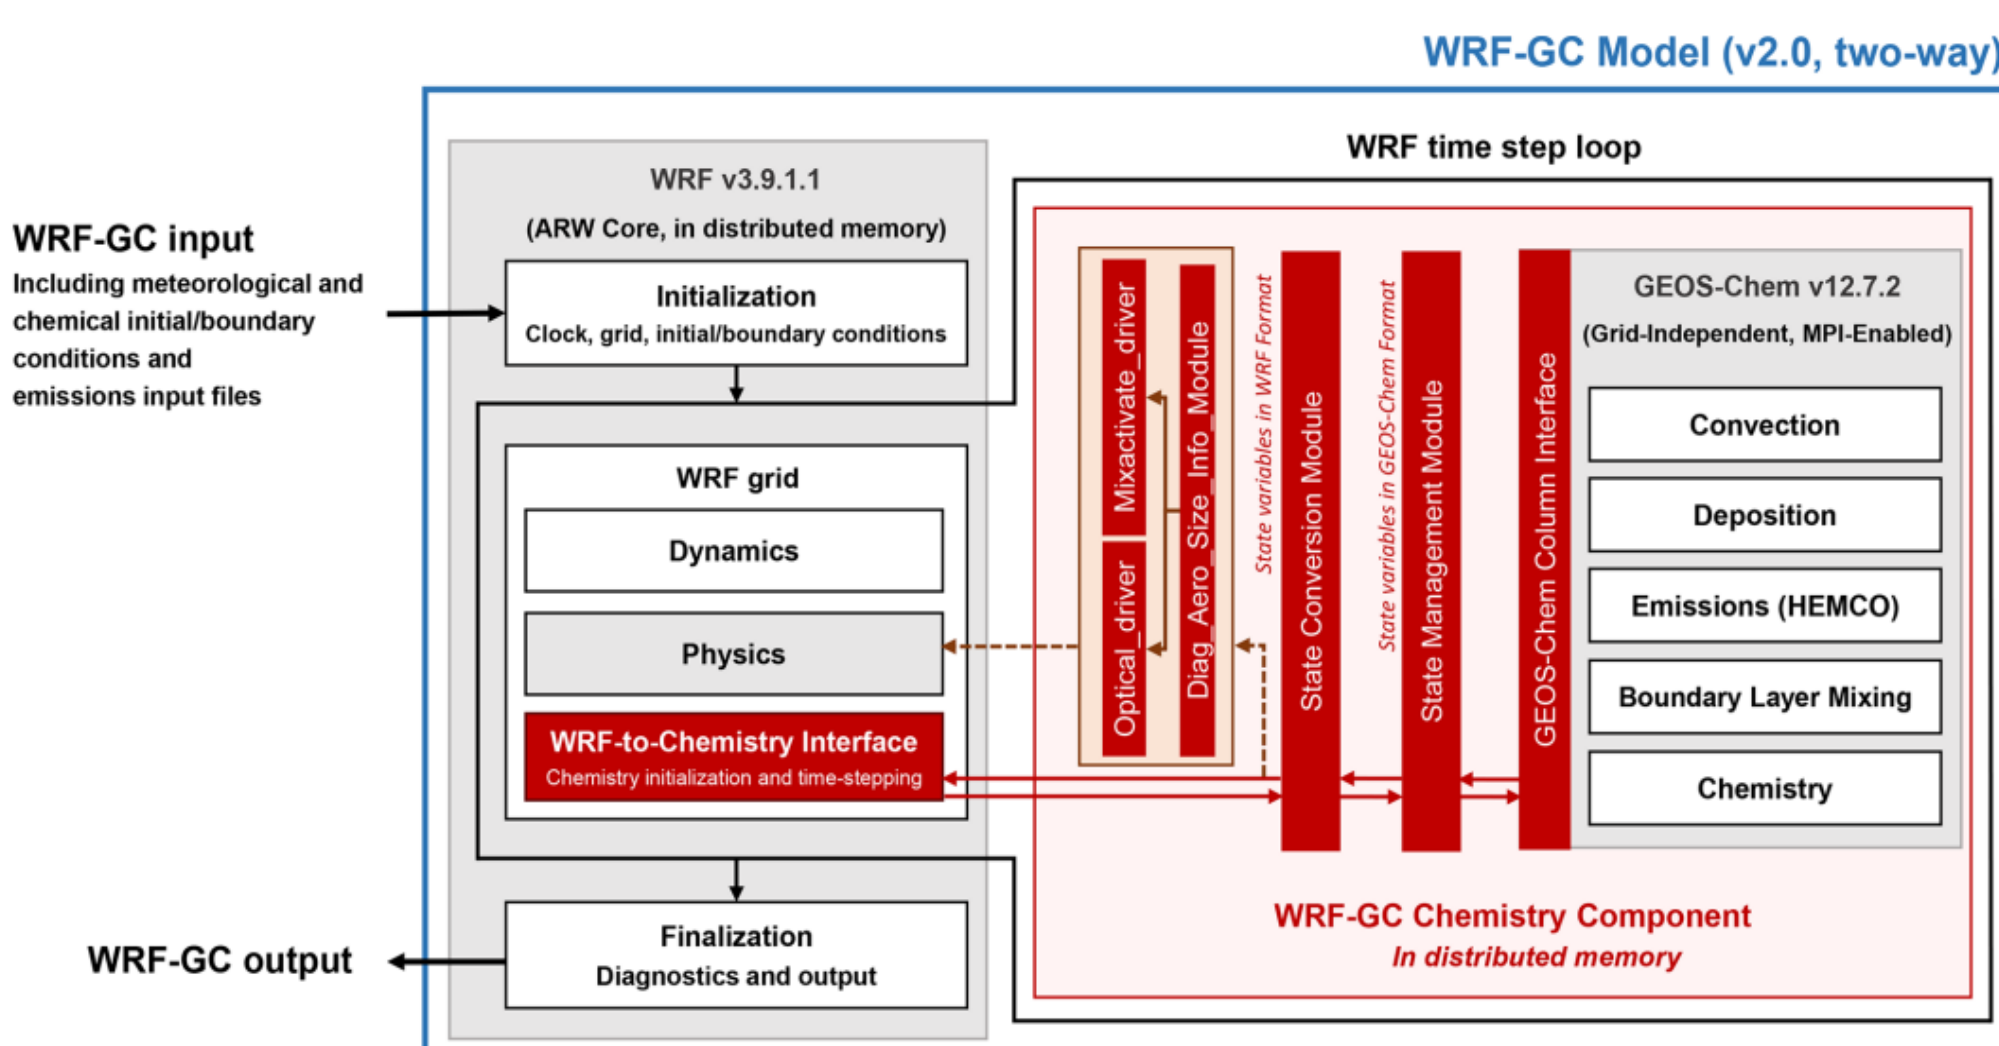 WRF-GC Model (v2.0, two-way)
WRF time step loop
WRF v3.9.1.1
(ARW Core, in distributed memory)
WRF-GC input
Including meteorological and
chemical initial/boundary
conditions and
emissions input files
Initialization
Clock, grid, initial/boundary conditions
WRF grid
Dynamics
Physics
WRF-to-Chemistry Interface
Chemistry initialization and time-stepping
Finalization
Diagnostics and output
WRF-GC output
Mixactivate_driver
Optical_driver
Diag_Aero_Size_Info_Module
State variables in WRF Format
State Conversion Module
State variables in GEOS-Chem Format
State Management Module
GEOS-Chem Column Interface
GEOS-Chem v12.7.2
(Grid-Independent, MPI-Enabled)
Convection
Deposition
Emissions (HEMCO)
Boundary Layer Mixing
Chemistry
WRF-GC Chemistry Component
In distributed memory